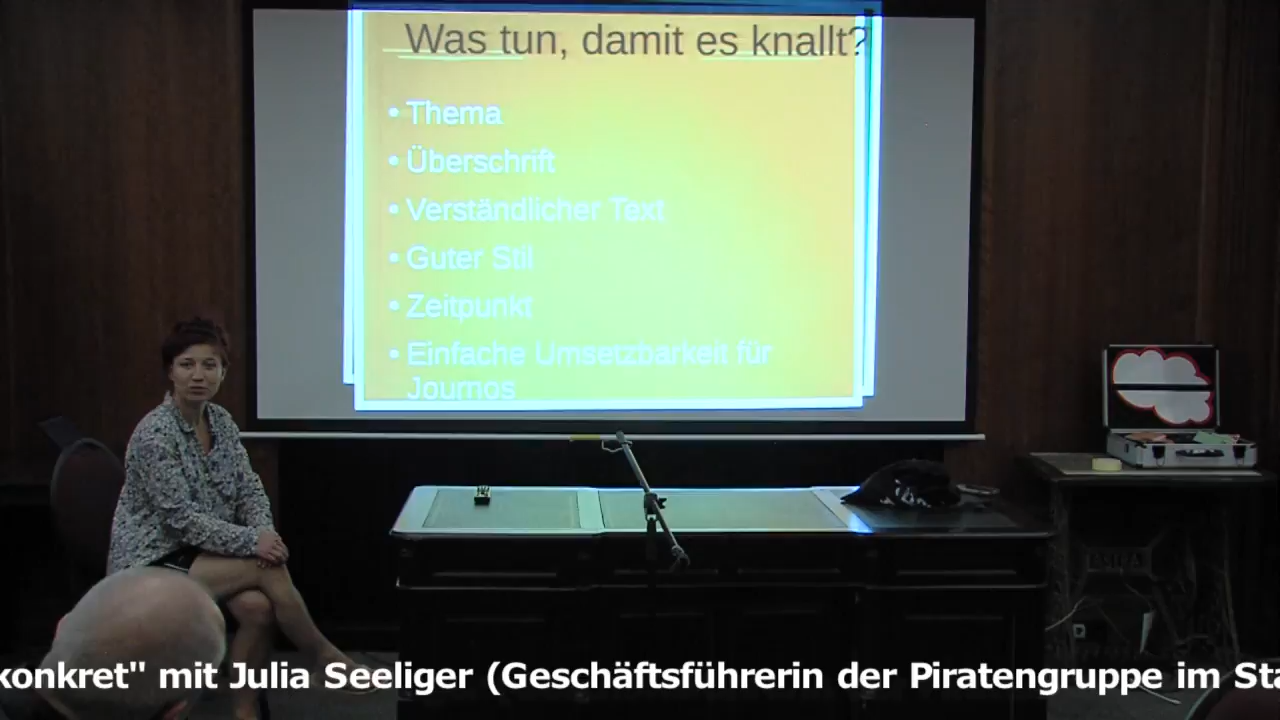 Was tun, damit es knallt?
• Thema
• Überschrift
• Verständlicher Text
• Guter Stil
• Zeitpunkt
• Einfache Umsetzbarkeit für
Journos
konkret" mit Julia Seeliger (Geschäftsführerin der Piratengruppe im Sta